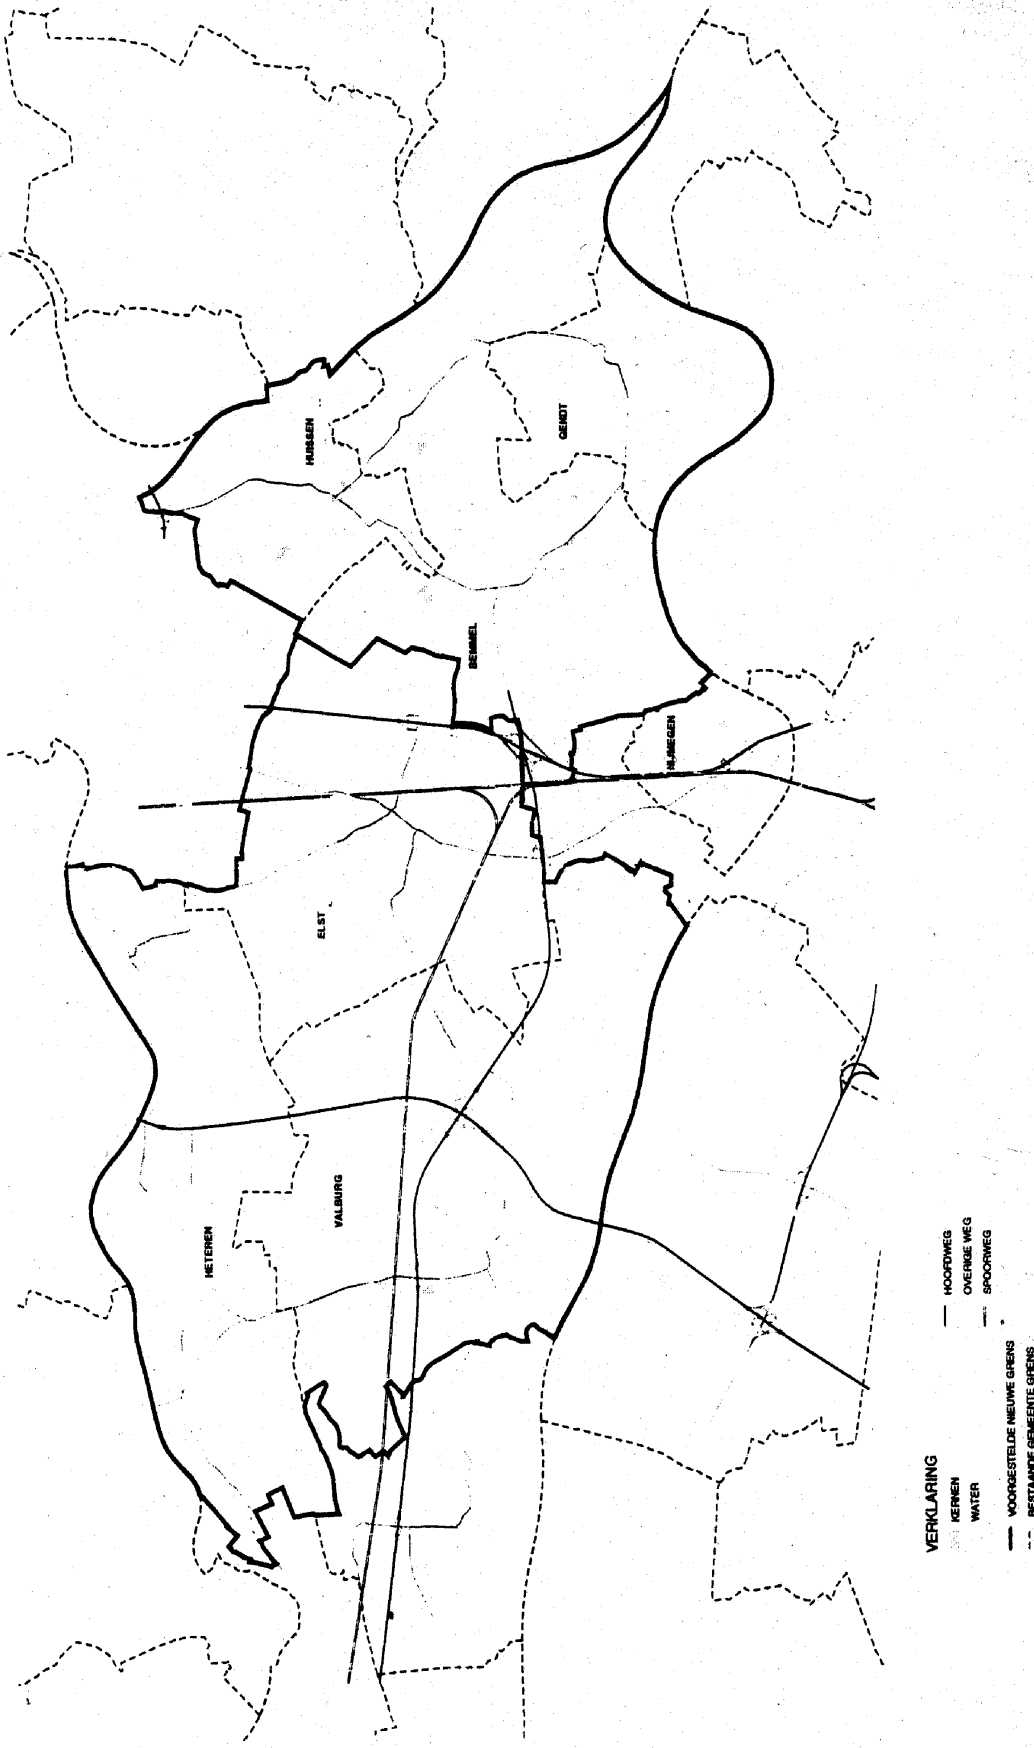 HETEREN
VALBURG
ELST
HUISSEN
BEMMEL
GENDT
NIJMEGEN
VERKLARING
KERNEN
WATER
VOORGESTELDE NIEUWE GRENS
BESTAANDE GEMEENTE GRENS
HOOFDWEG
OVERIGE WEG
SPOORWEG